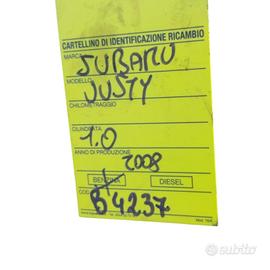 CARTELLINO DI IDENTIFICAZIONE RICAMBIO
MARCA
SUBARU
MODELLO
JUSTY
CHILOMETRAGGIO
CILINDRATA
1.0
ANNO DI PRODUZIONE
2008
BENZINA DIESEL
COD.
B4237
subito